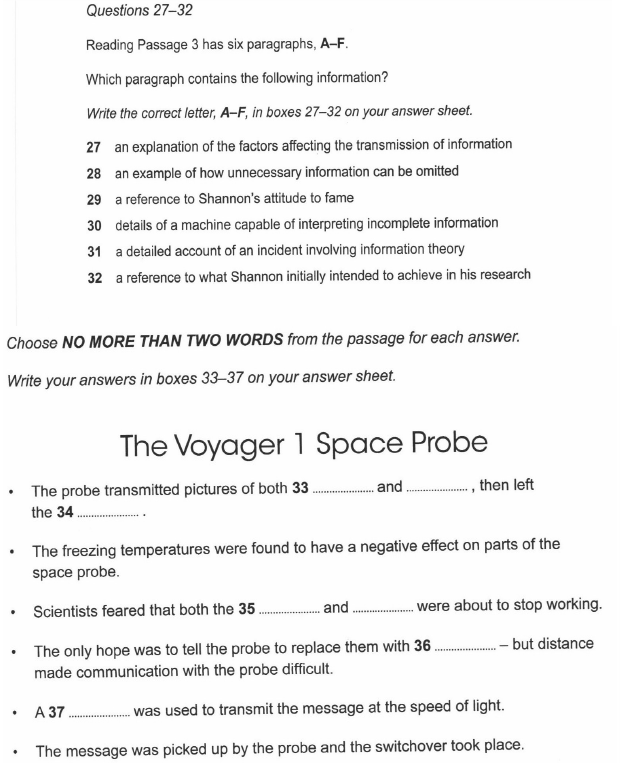 Questions 27–32
Reading Passage 3 has six paragraphs, A–F.
Which paragraph contains the following information?
Write the correct letter, A–F, in boxes 27–32 on your answer sheet.
27 an explanation of the factors affecting the transmission of information
28 an example of how unnecessary information can be omitted
29 a reference to Shannon's attitude to fame
30 details of a machine capable of interpreting incomplete information
31 a detailed account of an incident involving information theory
32 a reference to what Shannon initially intended to achieve in his research
Choose NO MORE THAN TWO WORDS from the passage for each answer.
Write your answers in boxes 33–37 on your answer sheet.
The Voyager 1 Space Probe
• The probe transmitted pictures of both 33 ..................... and ..................... , then left
the 34 ..................... .
• The freezing temperatures were found to have a negative effect on parts of the
space probe.
• Scientists feared that both the 35 ..................... and ..................... were about to stop working.
• The only hope was to tell the probe to replace them with 36 ..................... – but distance
made communication with the probe difficult.
• A 37 ..................... was used to transmit the message at the speed of light.
• The message was picked up by the probe and the switchover took place.